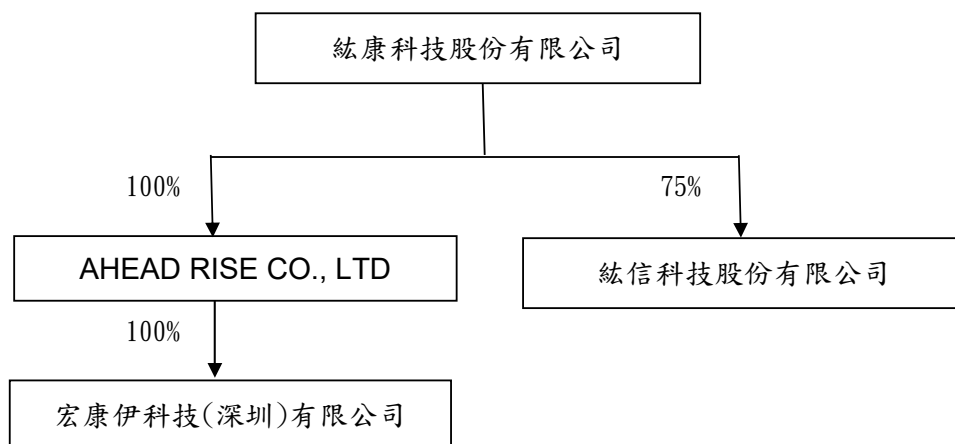 紘康科技股份有限公司
100%
75%
AHEAD RISE CO., LTD
紘信科技股份有限公司
100%
宏康伊科技(深圳)有限公司